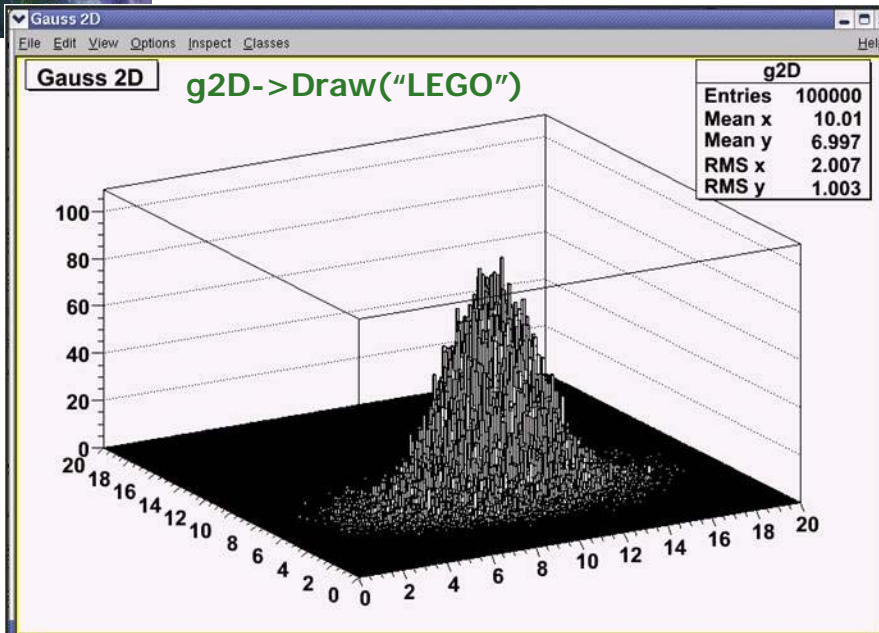 Gauss 2D
File Edit View Options Inspect Classes Help
Gauss 2D
g2D->Draw(“LEGO”)
g2D
Entries 100000
Mean x 10.01
Mean y 6.997
RMS x 2.007
RMS y 1.003
100
80
60
40
20
0
20
18
16
14
12
10
8
6
4
2
0
0
2
4
6
8
10
12
14
16
18
20